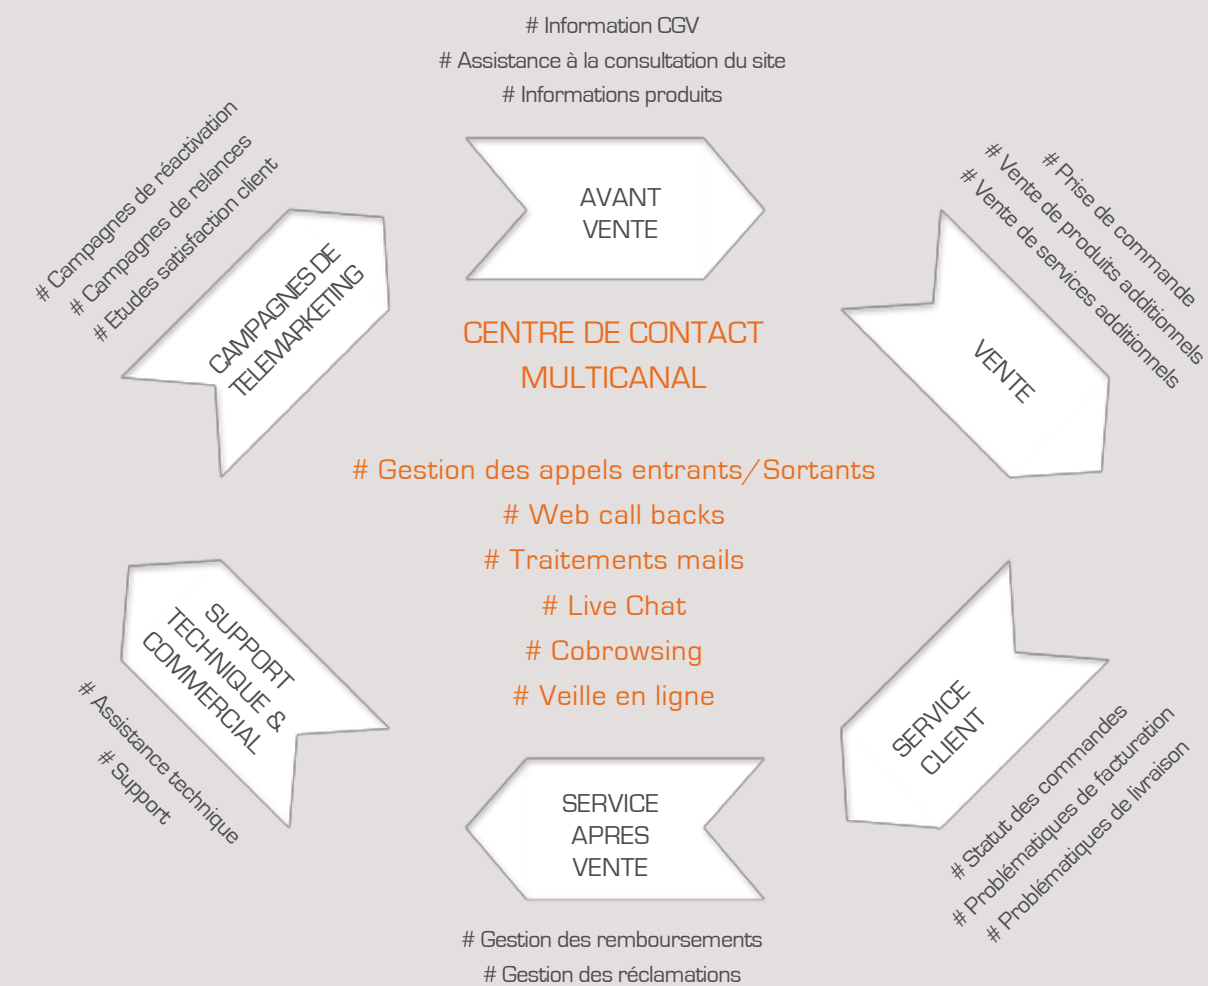 # Information CGV
# Assistance à la consultation du site
# Informations produits
AVANT
VENTE
# Prise de commande
# Vente de produits additionnels
# Vente de services additionnels
VENTE
SERVICE
CLIENT
# Statut des commandes
# Problématiques de facturation
# Problématiques de livraison
SERVICE
APRES
VENTE
# Gestion des remboursements
# Gestion des réclamations
SUPPORT
TECHNIQUE &
COMMERCIAL
# Assistance technique
# Support
# Campagnes de réactivation
# Campagnes de relances
# Etudes satisfaction client
CAMPAGNES DE
TELEMARKETING
CENTRE DE CONTACT
MULTICANAL
# Gestion des appels entrants/Sortants
# Web call backs
# Traitements mails
# Live Chat
# Cobrowsing
# Veille en ligne